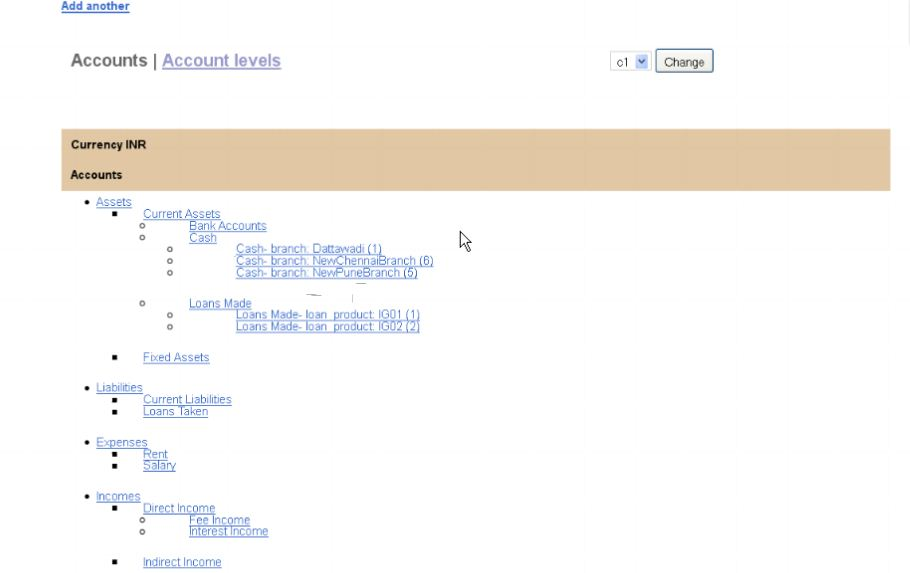 Add another
Accounts | Account levels
c1 Change
Currency INR
Accounts
Assets
Current Assets
Bank Accounts
Cash
Cash- branch: Dattawadi (1)
Cash- branch: NewChennaiBranch (6)
Cash- branch: NewPuneBranch (5)
Loans Made
Loans Made- loan_product: IG01 (1)
Loans Made- loan_product: IG02 (2)
Fixed Assets
Liabilities
Current Liabilities
Loans Taken
Expenses
Rent
Salary
Incomes
Direct Income
Fee Income
Interest Income
Indirect Income